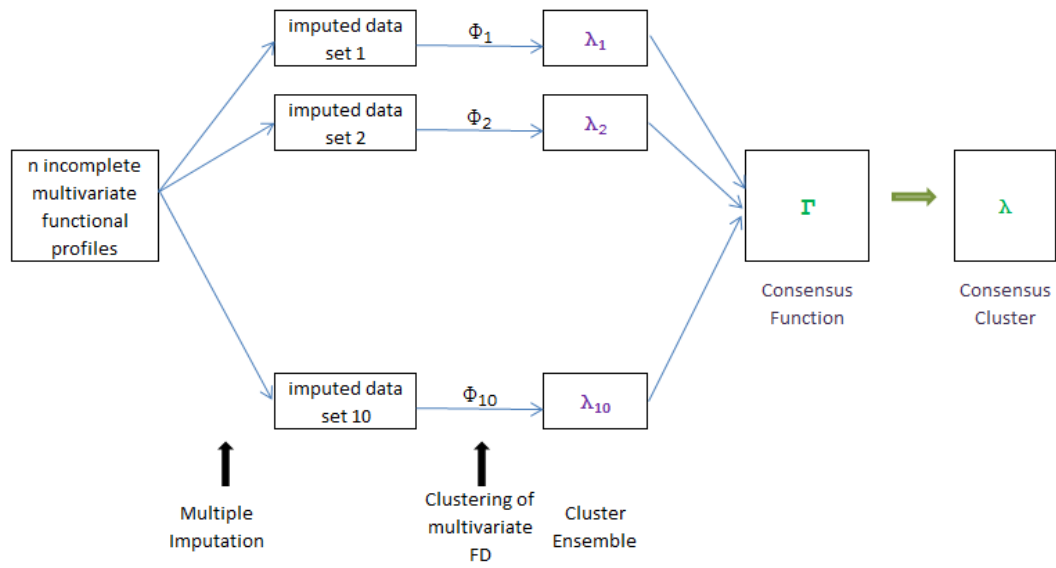 imputed data
set 1
Φ1
λ1
imputed data
set 2
Φ2
λ2
n incomplete
multivariate
functional
profiles
Γ
λ
Consensus
Function
Consensus
Cluster
imputed data
set 10
Φ10
λ10
Multiple
Imputation
Clustering of
multivariate
FD
Cluster
Ensemble